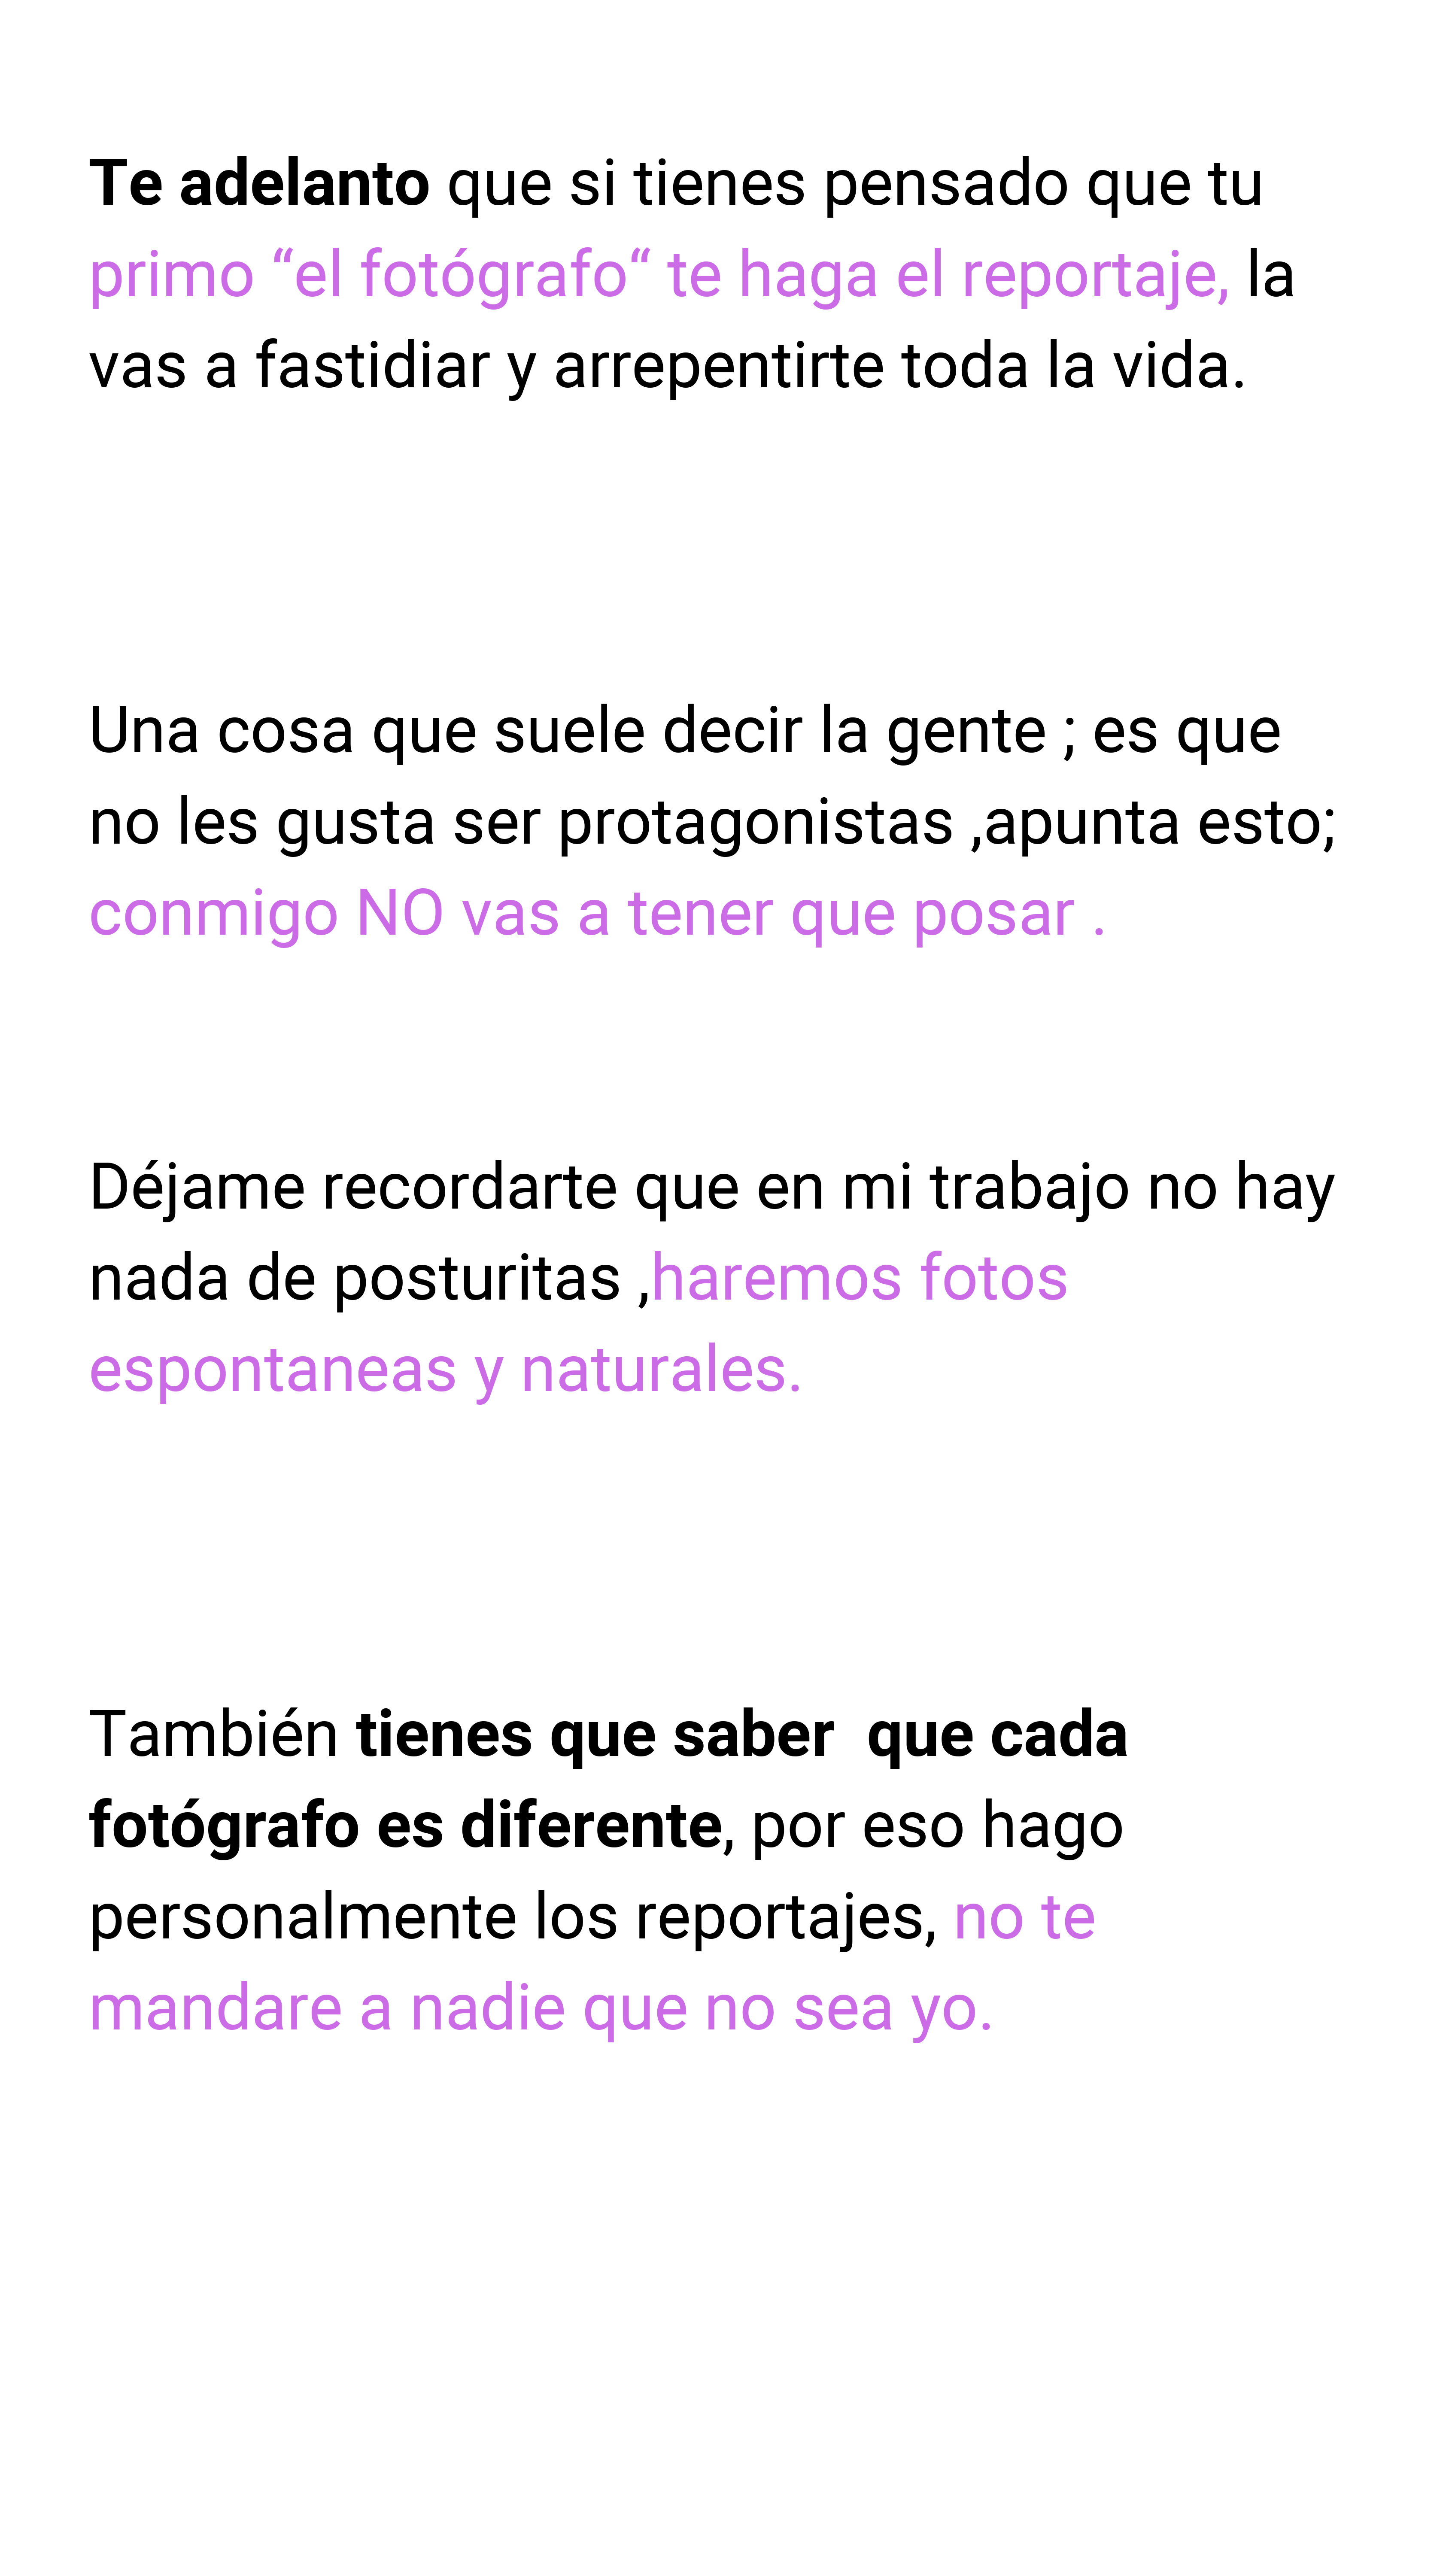 Te adelanto que si tienes pensado que tu
primo “el fotógrafo“ te haga el reportaje, la
vas a fastidiar y arrepentirte toda la vida.
Una cosa que suele decir la gente ; es que
no les gusta ser protagonistas ,apunta esto;
conmigo NO vas a tener que posar .
Déjame recordarte que en mi trabajo no hay
nada de posturitas ,haremos fotos
espontaneas y naturales.
También tienes que saber  que cada
fotógrafo es diferente, por eso hago
personalmente los reportajes, no te
mandare a nadie que no sea yo.